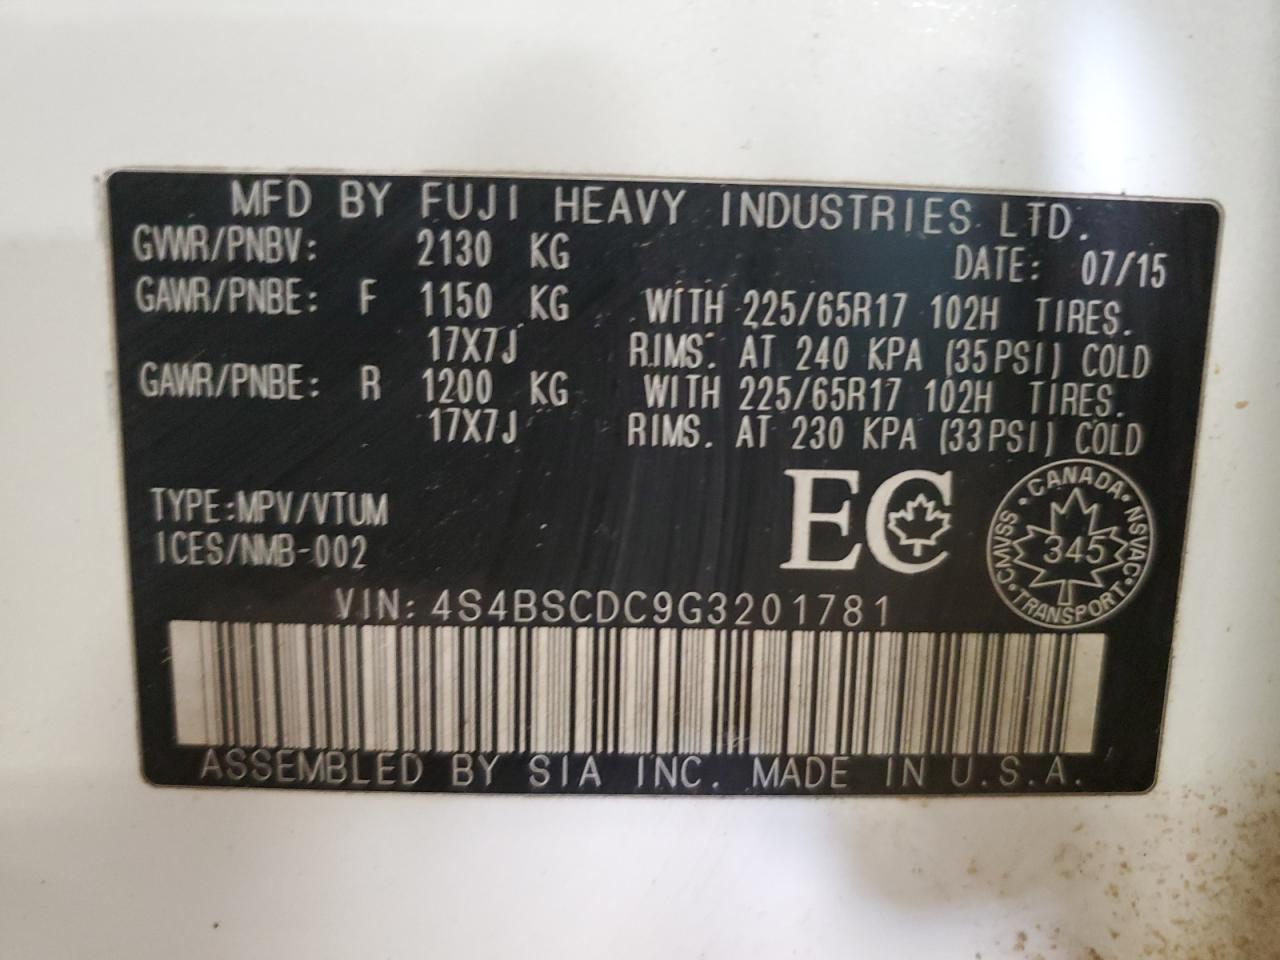 MFD BY FUJI HEAVY INDUSTRIES LTD.
GVWR/PNBV: 2130 KG DATE: 07/15
GAWR/PNBE: F 1150 KG WITH 225/65R17 102H TIRES.
17X7J RIMS. AT 240 KPA (35PSI) COLD
GAWR/PNBE: R 1200 KG WITH 225/65R17 102H TIRES.
17X7J RIMS. AT 230 KPA (33PSI) COLD
TYPE:MPV/VTUM
ICES/NMB-002
EC
CANADA · NSVAC · TRANSPORT · CMVSS ·
345
VIN: 4S4BSCDC9G3201781
ASSEMBLED BY SIA INC. MADE IN U.S.A.